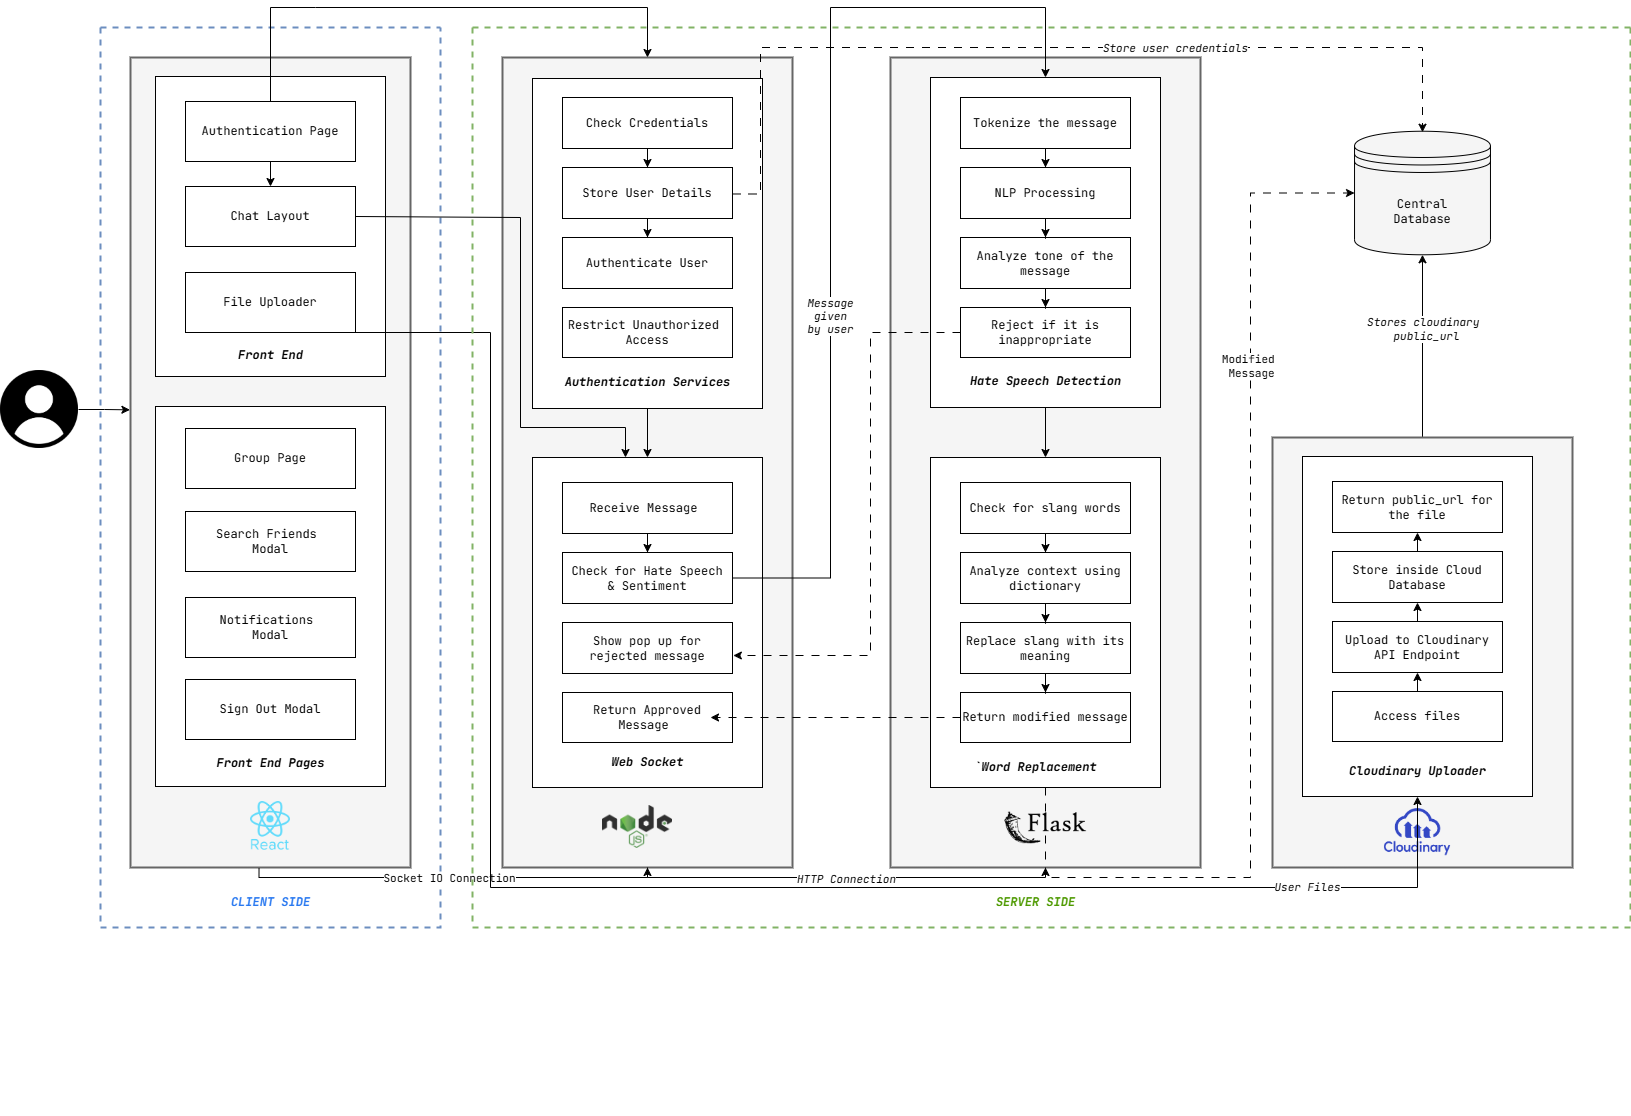 Authentication Page
Chat Layout
File Uploader
Front End
Group Page
Search Friends
Modal
Notifications
Modal
Sign Out Modal
Front End Pages
React
CLIENT SIDE
Check Credentials
Store User Details
Authenticate User
Restrict Unauthorized
Access
Authentication Services
Receive Message
Check for Hate Speech
& Sentiment
Show pop up for
rejected message
Return Approved
Message
Web Socket
node
JS
Socket IO Connection
Message
given
by user
Tokenize the message
NLP Processing
Analyze tone of the
message
Reject if it is
inappropriate
Hate Speech Detection
Check for slang words
Analyze context using
dictionary
Replace slang with its
meaning
Return modified message
`Word Replacement
Flask
HTTP Connection
SERVER SIDE
Store user credentials
Central
Database
Modified
Message
Stores cloudinary
public_url
Return public_url for
the file
Store inside Cloud
Database
Upload to Cloudinary
API Endpoint
Access files
Cloudinary Uploader
Cloudinary
User Files